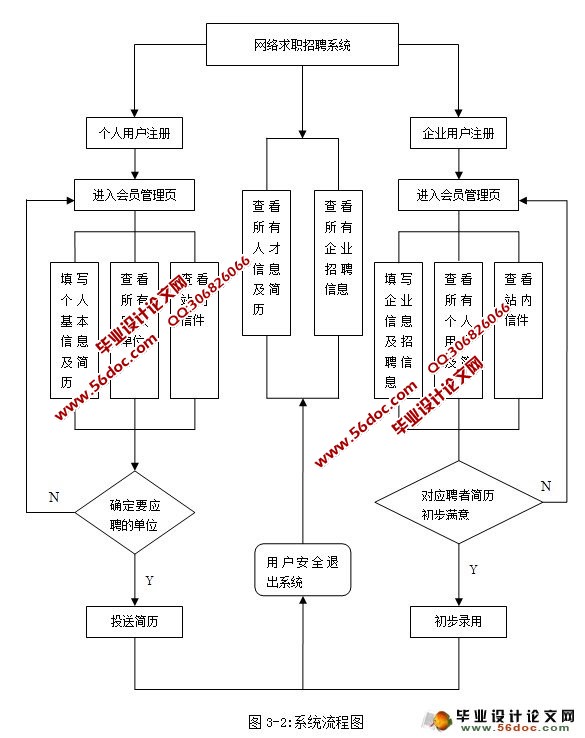 网络求职招聘系统
个人用户注册
企业用户注册
进入会员管理页
进入会员管理页
查看
所有
人才
信息
及简
历
查看
所有
企业
招聘
信息
填写
个人
基本
信息
及简
历
查看
所有
单位
查看
站内
信件
填写
企业
信息
及招
聘信
息
查看
所有
个人
用
及
查看
站内
信件
毕业设计论文网
www.56doc.com
QQ:306826066
www.56doc.com
QQ:306826066
毕业设计论文网
N
确定要应
聘的单位
Y
投送简历
用户安全退
出系统
对应聘者简历
初步满意
N
Y
初步录用
图 3-2:系统流程图
毕业设计论文网
www.56doc.com